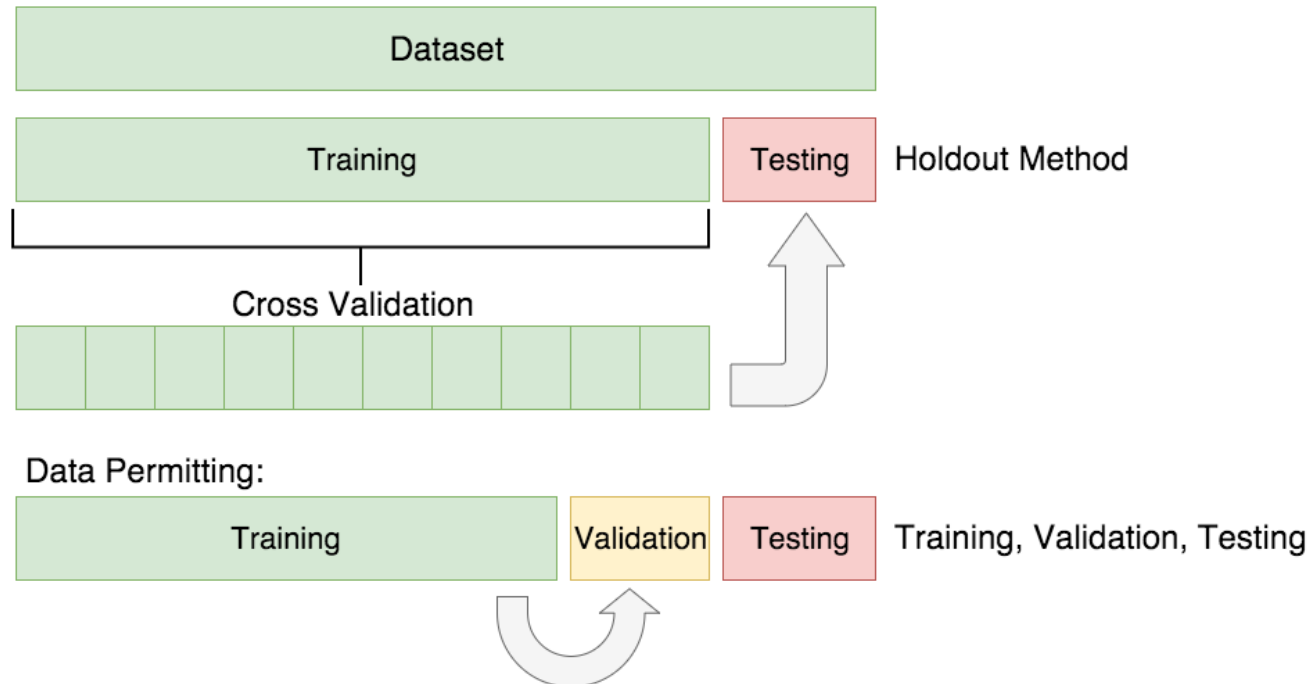 Dataset
Training
Testing
Holdout Method
Cross Validation
Data Permitting:
Training
Validation
Testing
Training, Validation, Testing